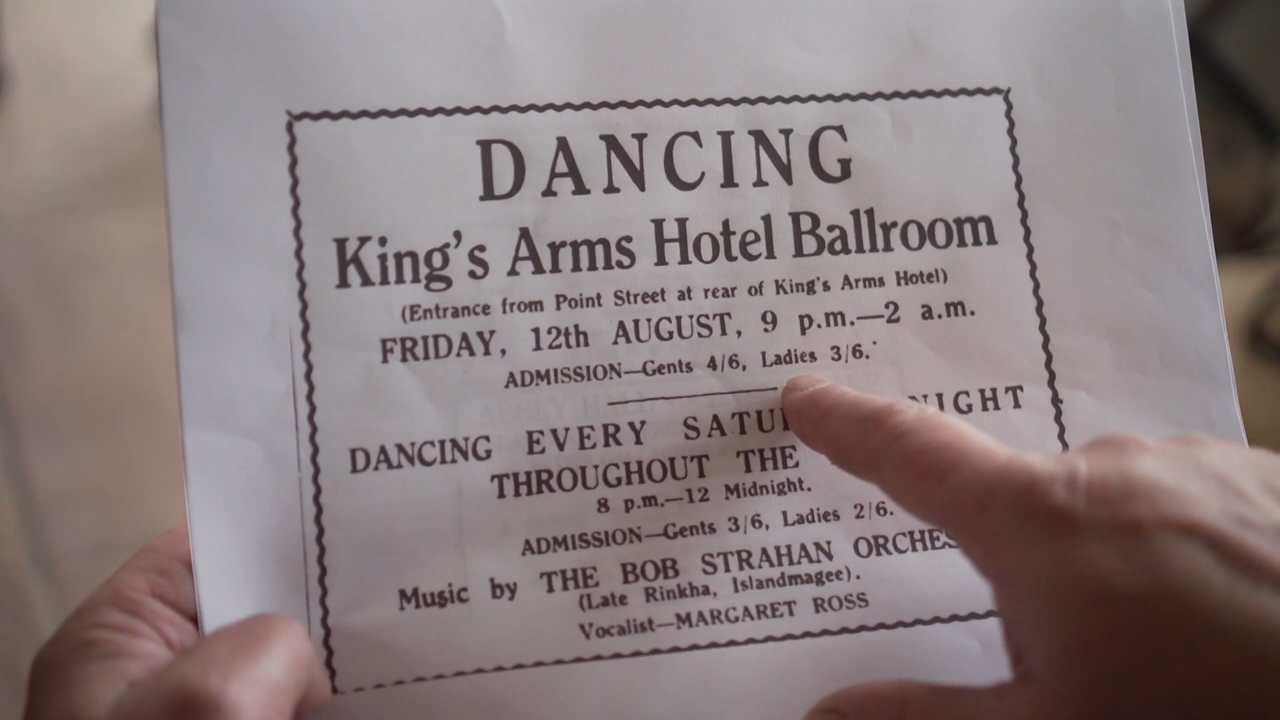 DANCING
King's Arms Hotel Ballroom
(Entrance from Point Street at rear of King's Arms Hotel)
FRIDAY, 12th AUGUST, 9 p.m.—2 a.m.
ADMISSION—Gents 4/6, Ladies 3/6.
DANCING EVERY SATU NIGHT
THROUGHOUT THE
8 p.m.—12 Midnight.
ADMISSION—Gents 3/6, Ladies 2/6.
Music by THE BOB STRAHAN ORCHES
(Late Rinkha, Islandmagee).
Vocalist—MARGARET ROSS